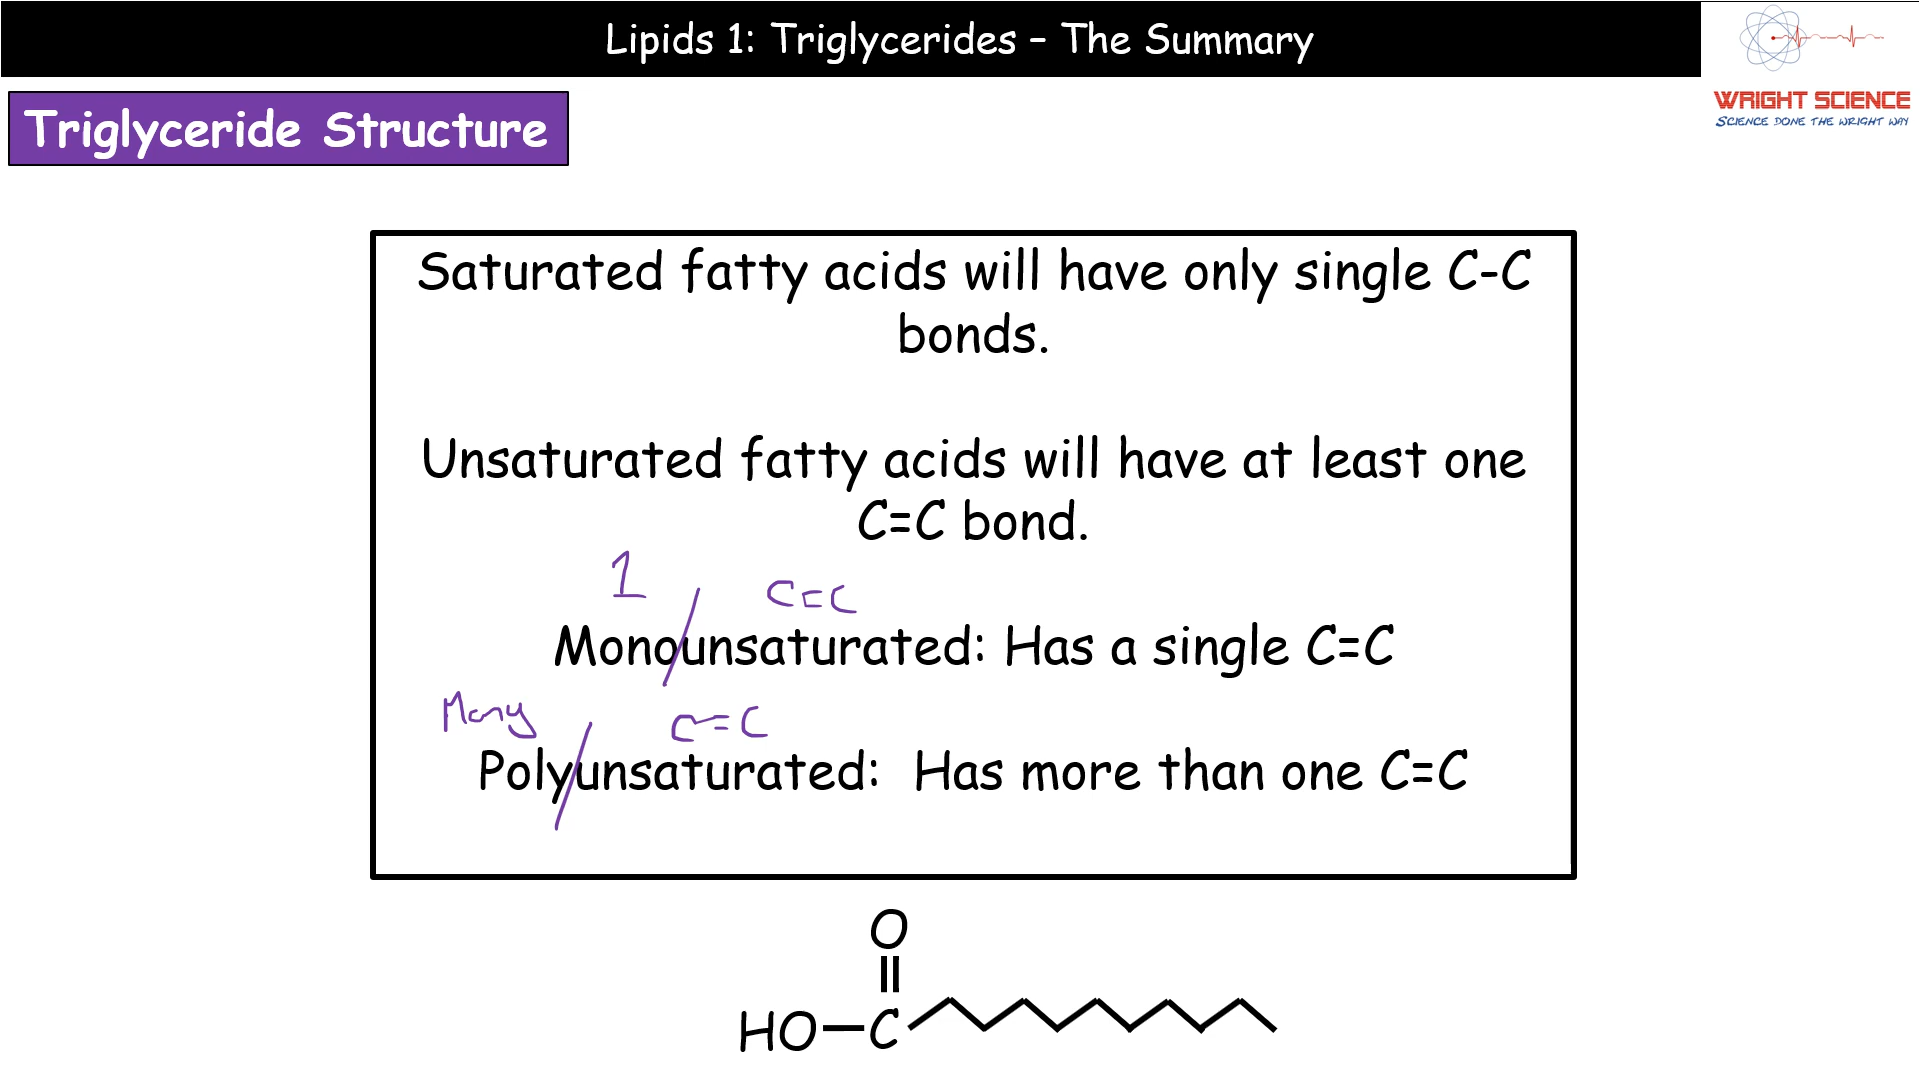 Lipids 1: Triglycerides – The Summary
WRIGHT SCIENCE
SCIENCE DONE THE WRIGHT WAY
Triglyceride Structure
Saturated fatty acids will have only single C-C
bonds.
Unsaturated fatty acids will have at least one
C=C bond.
1 C=C
Monounsaturated: Has a single C=C
Many C=C
Polyunsaturated: Has more than one C=C
O
HO C